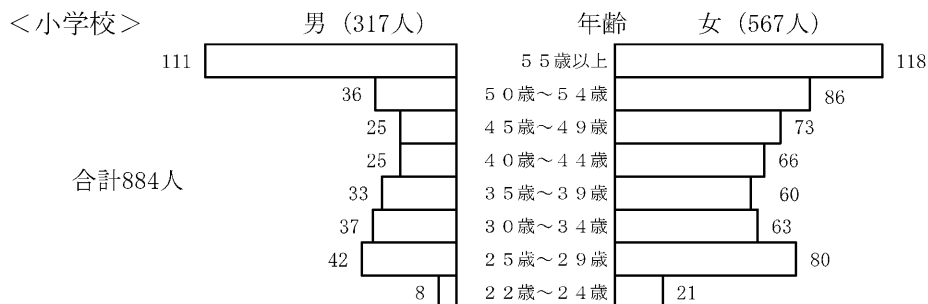 ＜小学校＞ 男（317人） 年齢 女（567人）
111 ５５歳以上 118
36 ５０歳～５４歳 86
25 ４５歳～４９歳 73
25 ４０歳～４４歳 66
合計884人
33 ３５歳～３９歳 60
37 ３０歳～３４歳 63
42 ２５歳～２９歳 80
8 ２２歳～２４歳 21